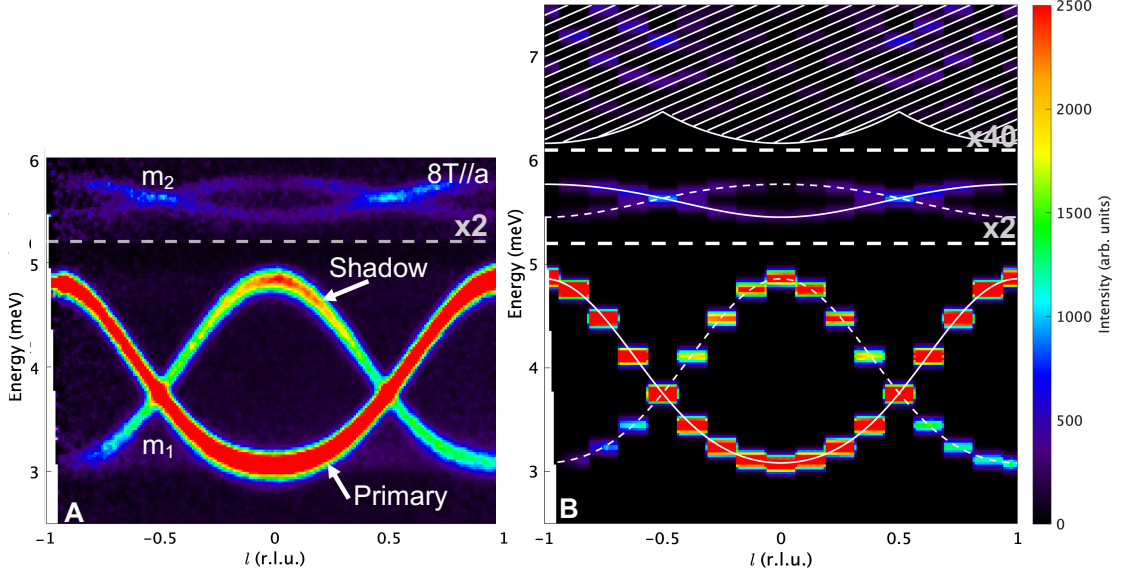 6
5
4
3
Energy (meV)
m₂
8T//a
x2
Shadow
m₁
Primary
A
−1
−0.5
0
0.5
1
l (r.l.u.)
7
6
5
4
3
Energy (meV)
x40
x2
B
−1
−0.5
0
0.5
1
l (r.l.u.)
2500
2000
1500
1000
500
0
Intensity (arb. units)